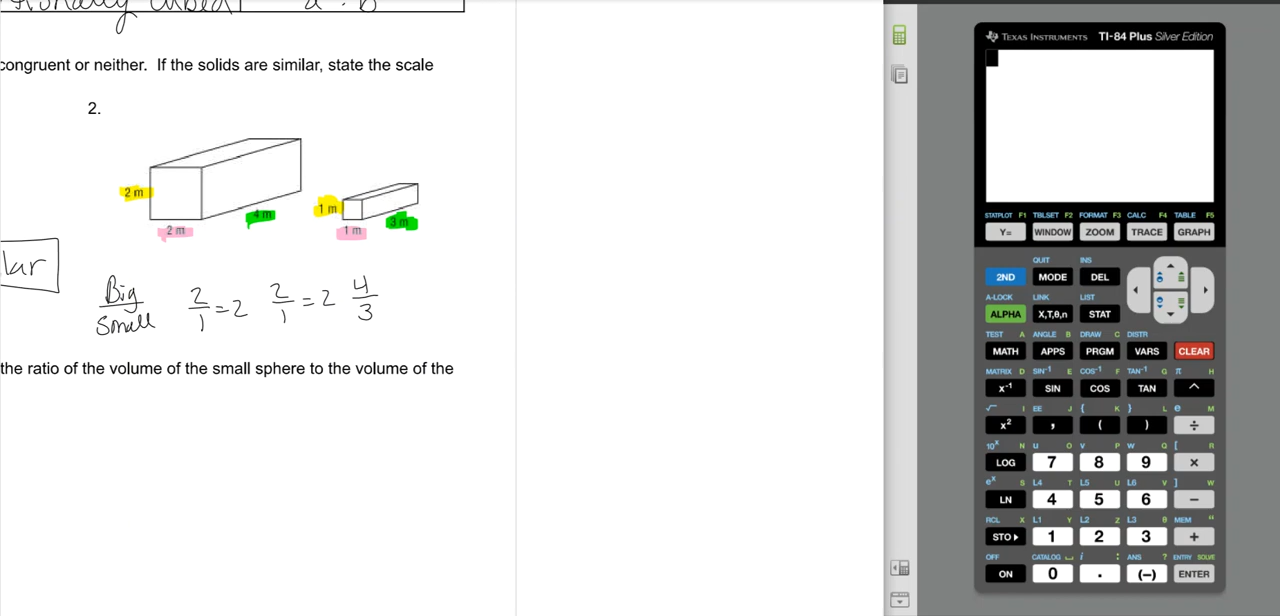 congruent or neither. If the solids are similar, state the scale
2.
2 m
2 m
4 m
1 m
1 m
3 m
lar
Big
Small
2/1 = 2 2/1 = 2 4/3
the ratio of the volume of the small sphere to the volume of the
TEXAS INSTRUMENTS TI-84 Plus Silver Edition
STATPLOT F1 TBLSET F2 FORMAT F3 CALC F4 TABLE F5
Y= WINDOW ZOOM TRACE GRAPH
QUIT INS
2ND MODE DEL
A-LOCK LINK LIST
ALPHA X,T,θ,n STAT
TEST A ANGLE B DRAW C DISTR
MATH APPS PRGM VARS CLEAR
MATRIX D SIN⁻¹ E COS⁻¹ F TAN⁻¹ G π H
x⁻¹ SIN COS TAN ^
√ I EE J { K } L e M
x² , ( ) ÷
10ˣ N u O v P w Q [ R
LOG 7 8 9 ×
eˣ S L4 T L5 U L6 V ] W
LN 4 5 6 −
RCL X L1 Y L2 Z L3 θ MEM "
STO▸ 1 2 3 +
OFF CATALOG ⎵ i : ANS ? ENTRY SOLVE
ON 0 . (−) ENTER